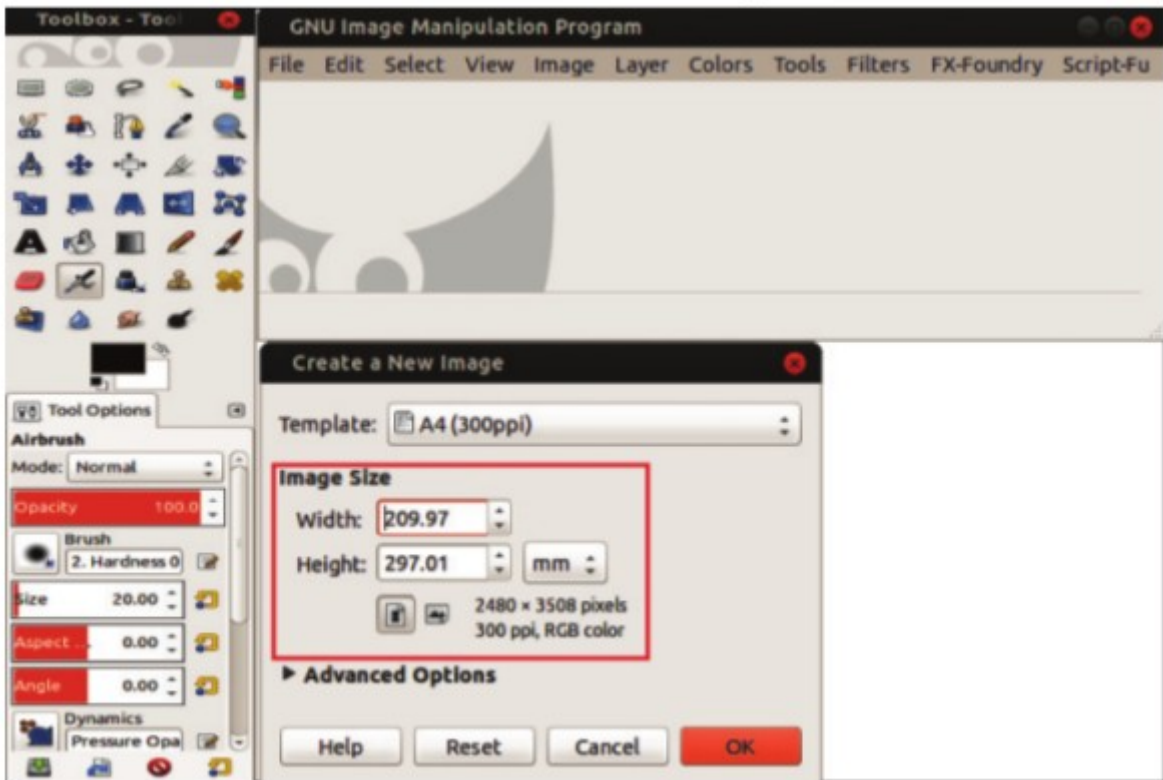 Toolbox - Tool
GNU Image Manipulation Program
File Edit Select View Image Layer Colors Tools Filters FX-Foundry Script-Fu
Tool Options
Airbrush
Mode: Normal
Opacity 100.0
Brush
2. Hardness 0
Size 20.00
Aspect ... 0.00
Angle 0.00
Dynamics
Pressure Opa
Create a New Image
Template: A4 (300ppi)
Image Size
Width: 209.97
Height: 297.01 mm
2480 × 3508 pixels
300 ppi, RGB color
Advanced Options
Help Reset Cancel OK